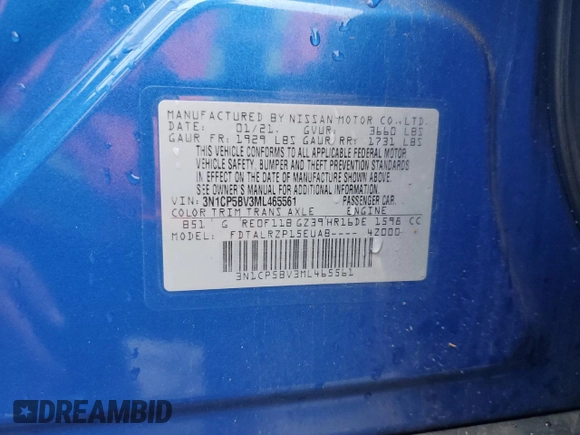 MANUFACTURED BY NISSAN MOTOR CO., LTD.
DATE: 01/21. GVWR: 3660 LBS
GAWR FR: 1929 LBS GAWR RR: 1731 LBS
THIS VEHICLE CONFORMS TO ALL APPLICABLE FEDERAL MOTOR
VEHICLE SAFETY, BUMPER AND THEFT PREVENTION STANDARDS
IN EFFECT ON THE DATE OF MANUFACTURE SHOWN ABOVE.
SEE OWNER'S MANUAL FOR ADDITIONAL INFORMATION.
VIN: 3N1CP5BV3ML465561 PASSENGER CAR.
COLOR TRIM TRANS AXLE ENGINE
B51 G RE0F11B GZ39 HR16DE 1598 CC
MODEL: FDTALRZP15EUAB---- 4Z000
3N1CP5BV3ML465561
DREAMBID